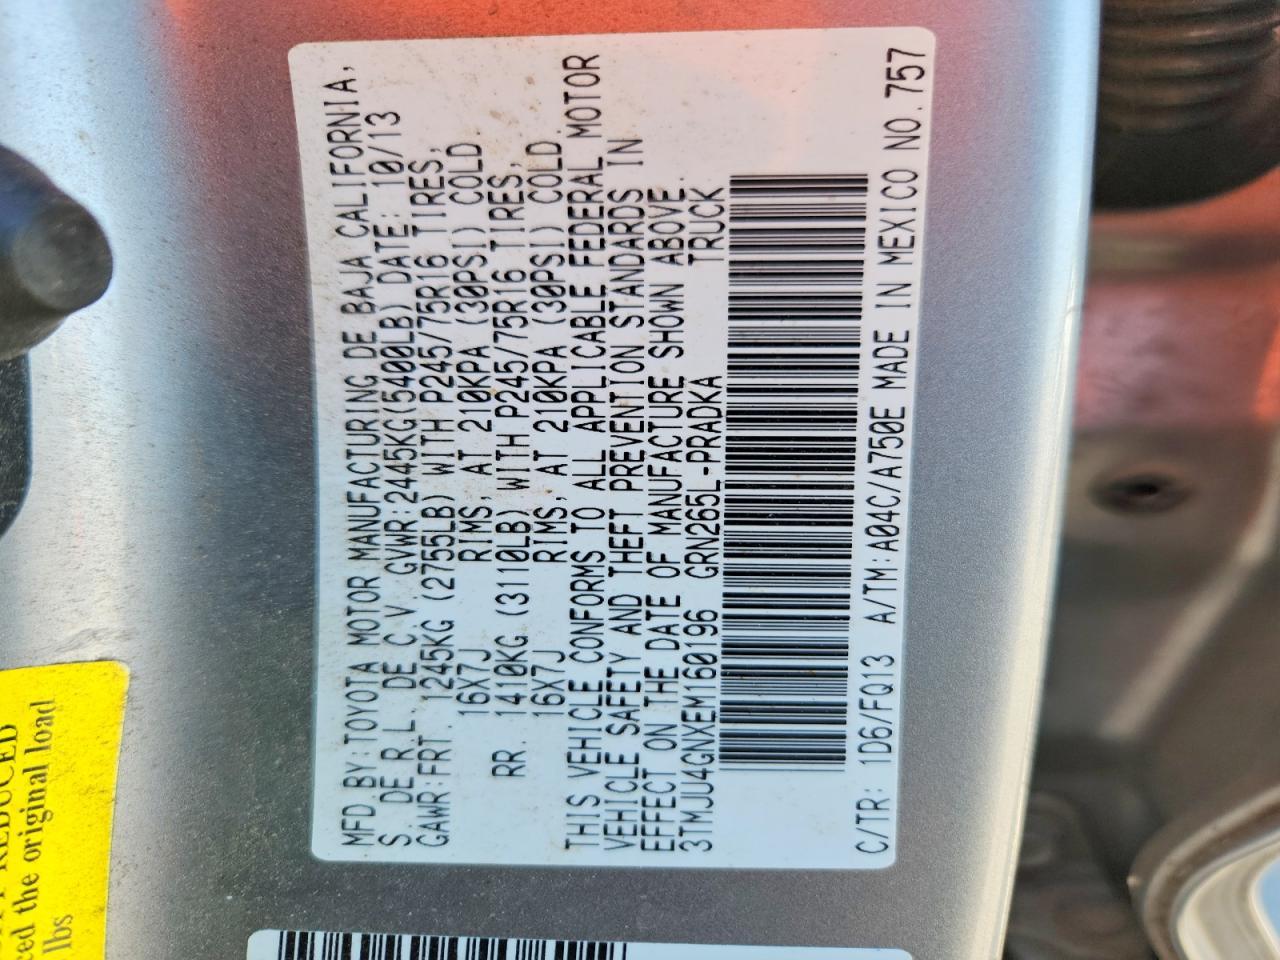 MFD BY:TOYOTA MOTOR MANUFACTURING DE BAJA CALIFORNIA,
S. DE R.L. DE C.V. GVWR:2445KG(5400LB) DATE: 10/13
GAWR:FRT. 1245KG (2755LB) WITH P245/75R16 TIRES,
16X7J RIMS, AT 210KPA (30PSI) COLD
RR. 1410KG (3110LB) WITH P245/75R16 TIRES,
16X7J RIMS, AT 210KPA (30PSI) COLD
THIS VEHICLE CONFORMS TO ALL APPLICABLE FEDERAL MOTOR
VEHICLE SAFETY AND THEFT PREVENTION STANDARDS IN
EFFECT ON THE DATE OF MANUFACTURE SHOWN ABOVE.
3TMJU4GNXEM160196 GRN265L-PRADKA TRUCK
C/TR: 1D6/FQ13 A/TM:A04C/A750E MADE IN MEXICO NO.757
REDUCED
the original load
lbs